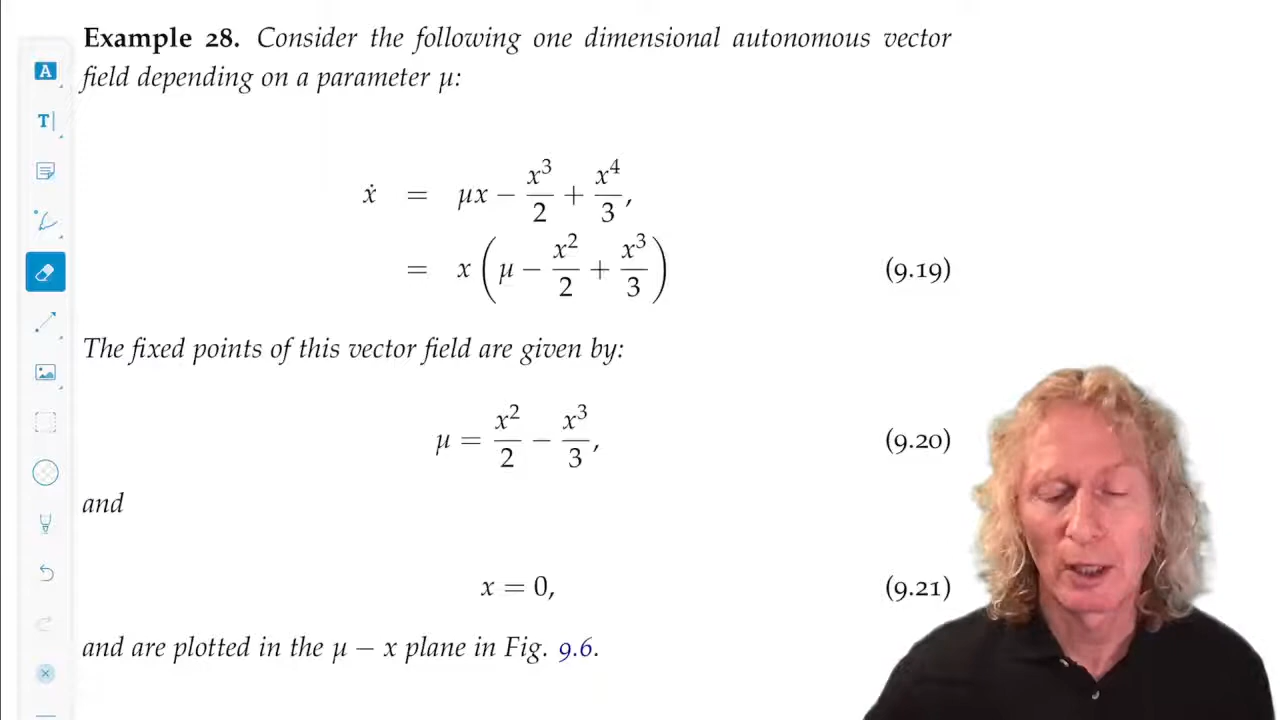 Example 28. Consider the following one dimensional autonomous vector
field depending on a parameter μ:
ẋ = μx − x³/2 + x⁴/3,
= x (μ − x²/2 + x³/3) (9.19)
The fixed points of this vector field are given by:
μ = x²/2 − x³/3, (9.20)
and
x = 0, (9.21)
and are plotted in the μ − x plane in Fig. 9.6.
A
T